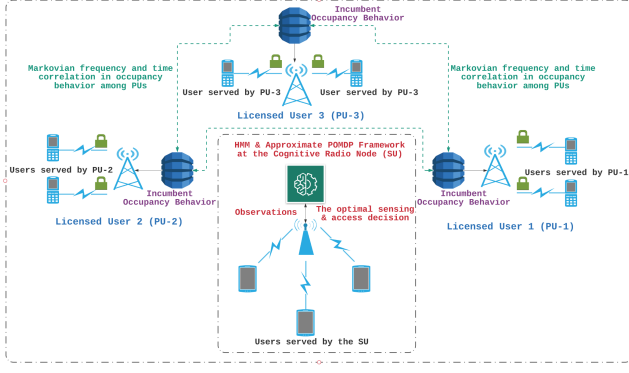 Incumbent
Occupancy Behavior
Markovian frequency and time
correlation in occupancy
behavior among PUs
Markovian frequency and time
correlation in occupancy
behavior among PUs
User served by PU-3
User served by PU-3
Licensed User 3 (PU-3)
HMM & Approximate POMDP Framework
at the Cognitive Radio Node (SU)
Users served by PU-2
Incumbent
Occupancy Behavior
Licensed User 2 (PU-2)
Users served by PU-1
Incumbent
Occupancy Behavior
Licensed User 1 (PU-1)
Observations
The optimal sensing
& access decision
Users served by the SU